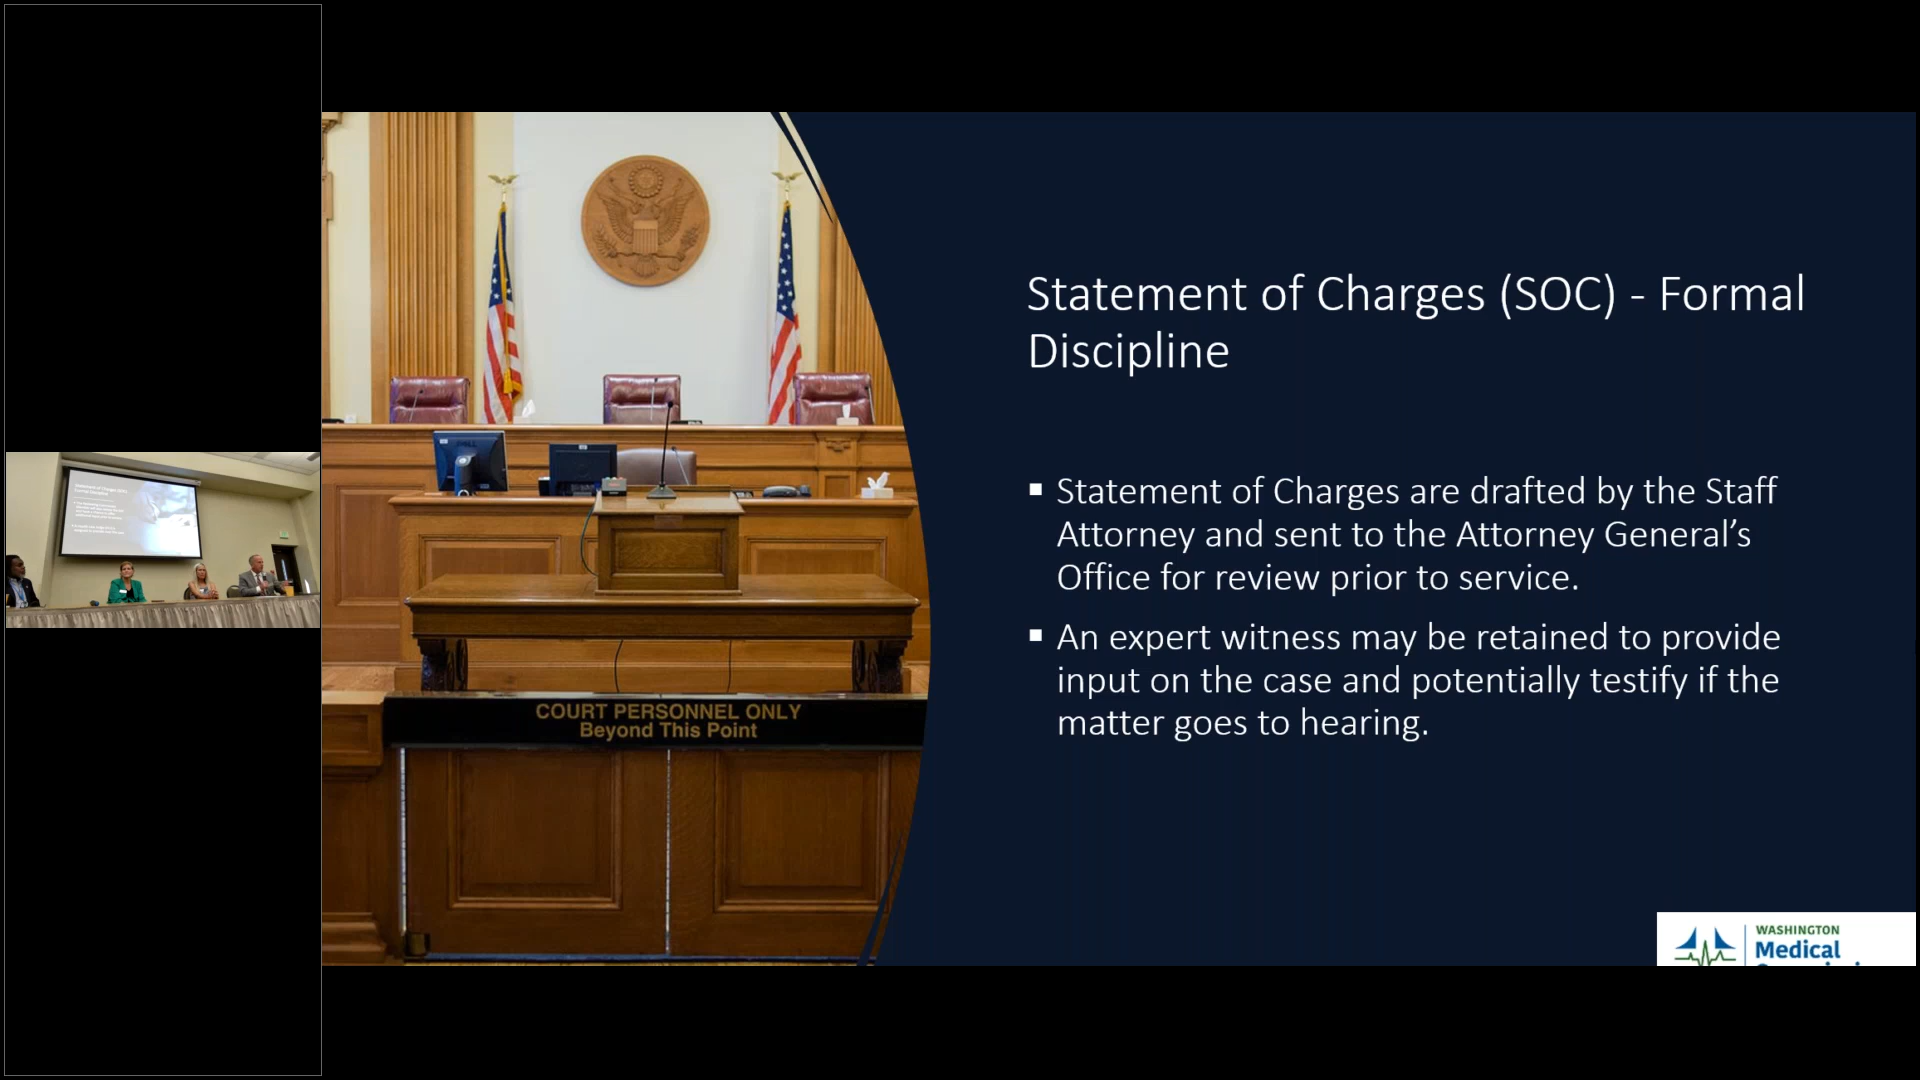 Statement of Charges (SOC) - Formal
Discipline
▪ Statement of Charges are drafted by the Staff
Attorney and sent to the Attorney General’s
Office for review prior to service.
▪ An expert witness may be retained to provide
input on the case and potentially testify if the
matter goes to hearing.
COURT PERSONNEL ONLY
Beyond This Point
WASHINGTON
Medical